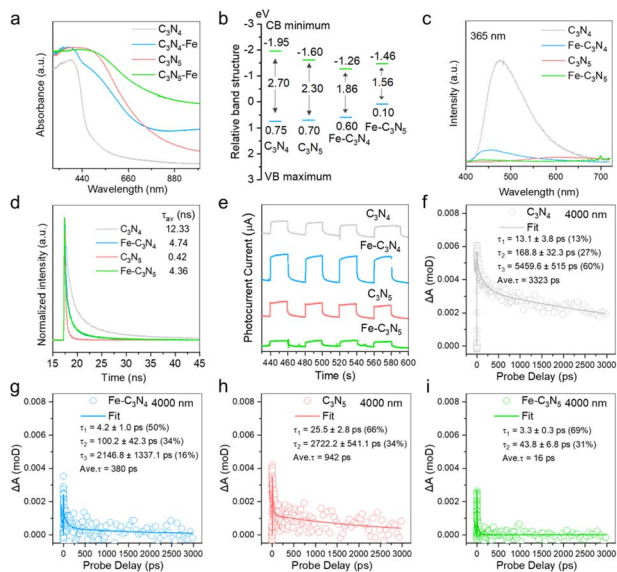 a
Absorbance (a.u.)
C₃N₄
C₃N₄-Fe
C₃N₅
C₃N₅-Fe
440 550 660 770 880
Wavelength (nm)
b
eV
CB minimum
Relative band structure
-3
-2
-1
0
1
2
3
-1.95
-1.60
-1.26
-1.46
2.70
2.30
1.86
1.56
0.75
0.70
0.60
0.10
C₃N₄
C₃N₅
Fe-C₃N₄
Fe-C₃N₅
VB maximum
c
365 nm
Intensity (a.u.)
C₃N₄
Fe-C₃N₄
C₃N₅
Fe-C₃N₅
400 500 600 700
Wavelength (nm)
d
Normalized intensity (a.u.)
τav (ns)
C₃N₄ 12.33
Fe-C₃N₄ 4.74
C₃N₅ 0.42
Fe-C₃N₅ 4.36
15 20 25 30 35 40 45
Time (ns)
e
Photocurrent Current (μA)
C₃N₄
Fe-C₃N₄
C₃N₅
Fe-C₃N₅
440 460 480 500 520 540 560 580 600
Time (s)
f
ΔA (moD)
0.008
0.006
0.004
0.002
0.000
C₃N₄ 4000 nm
Fit
τ₁ = 13.1 ± 3.8 ps (13%)
τ₂ = 168.8 ± 32.3 ps (27%)
τ₃ = 5459.6 ± 515 ps (60%)
Ave.τ = 3323 ps
0 500 1000 1500 2000 2500 3000
Probe Delay (ps)
g
ΔA (moD)
0.008
0.006
0.004
0.002
0.000
Fe-C₃N₄ 4000 nm
Fit
τ₁ = 4.2 ± 1.0 ps (50%)
τ₂ = 100.2 ± 42.3 ps (34%)
τ₃ = 2146.8 ± 1337.1 ps (16%)
Ave.τ = 380 ps
0 500 1000 1500 2000 2500 3000
Probe Delay (ps)
h
ΔA (moD)
0.008
0.006
0.004
0.002
0.000
C₃N₅ 4000 nm
Fit
τ₁ = 25.5 ± 2.8 ps (66%)
τ₂ = 2722.2 ± 541.1 ps (34%)
Ave.τ = 942 ps
0 500 1000 1500 2000 2500 3000
Probe Delay (ps)
i
ΔA (moD)
0.008
0.006
0.004
0.002
0.000
Fe-C₃N₅ 4000 nm
Fit
τ₁ = 3.3 ± 0.3 ps (69%)
τ₂ = 43.8 ± 6.8 ps (31%)
Ave.τ = 16 ps
0 500 1000 1500 2000 2500 3000
Probe Delay (ps)